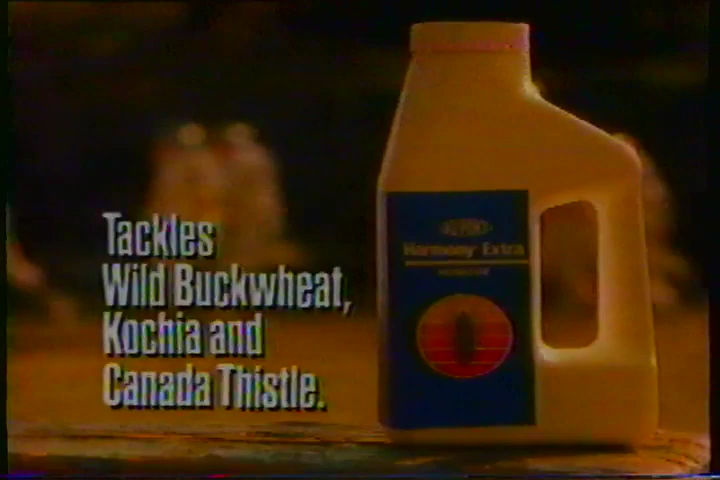 Tackles
Wild Buckwheat,
Kochia and
Canada Thistle.
DUPONT
Harmony Extra